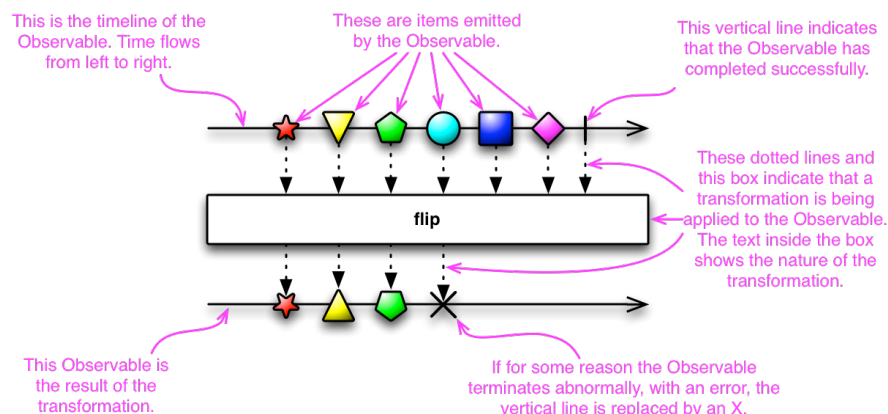 This is the timeline of the
Observable. Time flows
from left to right.
These are items emitted
by the Observable.
This vertical line indicates
that the Observable has
completed successfully.
These dotted lines and
this box indicate that a
transformation is being
applied to the Observable.
The text inside the box
shows the nature of the
transformation.
flip
This Observable is
the result of the
transformation.
If for some reason the Observable
terminates abnormally, with an error, the
vertical line is replaced by an X.